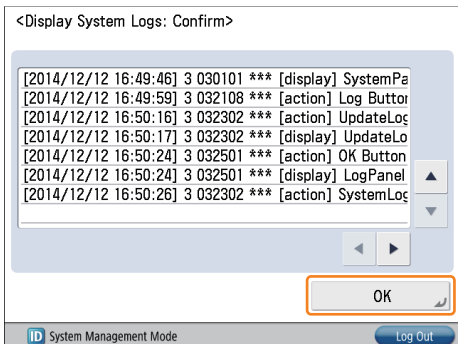 <Display System Logs: Confirm>
[2014/12/12 16:49:46] 3 030101 *** [display] SystemPa
[2014/12/12 16:49:59] 3 032108 *** [action] Log Button
[2014/12/12 16:50:16] 3 032302 *** [action] UpdateLog
[2014/12/12 16:50:17] 3 032302 *** [display] UpdateLo
[2014/12/12 16:50:24] 3 032501 *** [action] OK Button
[2014/12/12 16:50:24] 3 032501 *** [display] LogPanel
[2014/12/12 16:50:26] 3 032302 *** [action] SystemLog
OK
ID System Management Mode
Log Out